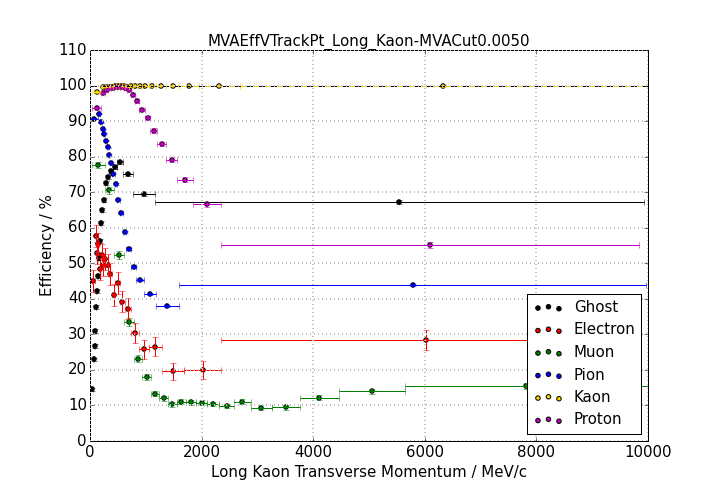 MVAEffVTrackPt_Long_Kaon-MVACut0.0050
110
100
90
80
70
60
50
40
30
20
10
0
Efficiency / %
0 2000 4000 6000 8000 10000
Long Kaon Transverse Momentum / MeV/c
Ghost
Electron
Muon
Pion
Kaon
Proton